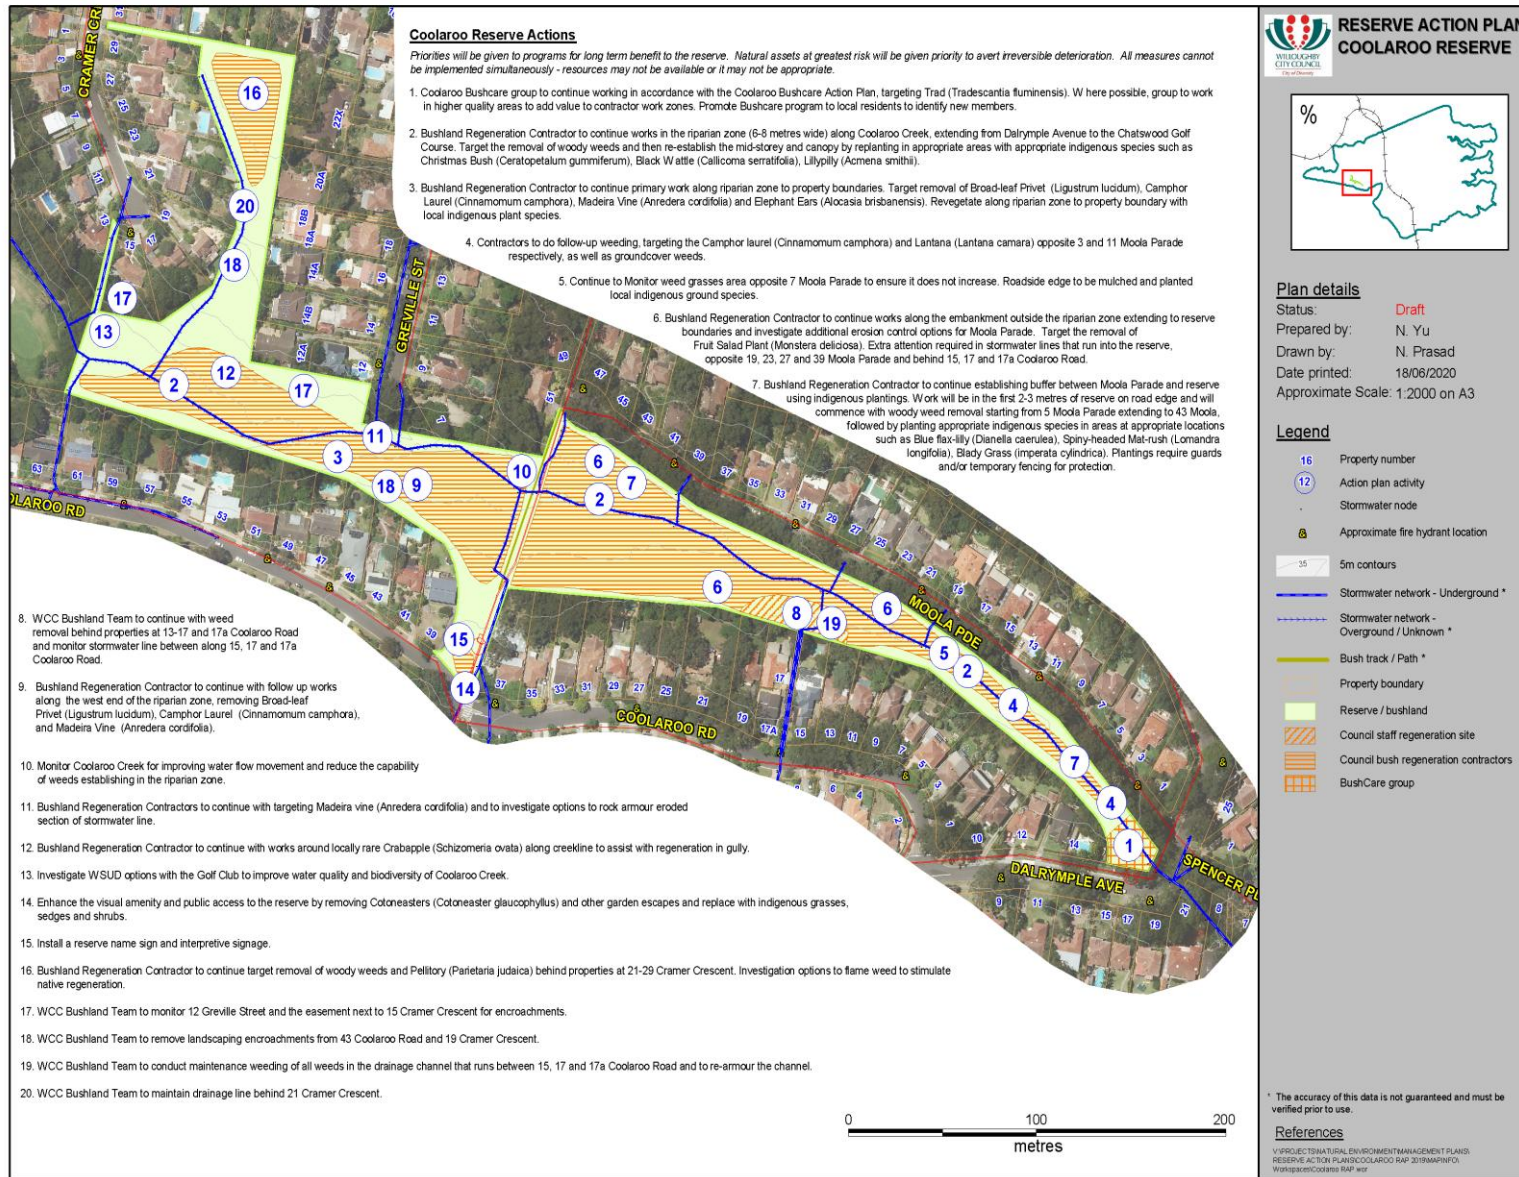 Coolaroo Reserve Actions
Priorities will be given to programs for long term benefit to the reserve. Natural assets at greatest risk will be given priority to avert irreversible deterioration. All measures cannot
be implemented simultaneously - resources may not be available or it may not be appropriate.
1. Coolaroo Bushcare group to continue working in accordance with the Coolaroo Bushcare Action Plan, targeting Trad (Tradescantia fluminensis). Where possible, group to work
in higher quality areas to add value to contractor work zones. Promote Bushcare program to local residents to identify new members.
2. Bushland Regeneration Contractor to continue works in the riparian zone (6-8 metres wide) along Coolaroo Creek, extending from Dalrymple Avenue to the Chatswood Golf
Course. Target the removal of woody weeds and then re-establish the mid-storey and canopy by replanting in appropriate areas with appropriate indigenous species such as
Christmas Bush (Ceratopetalum gummiferum), Black Wattle (Callicoma serratifolia), Lillypilly (Acmena smithii).
3. Bushland Regeneration Contractor to continue primary work along riparian zone to property boundaries. Target removal of Broad-leaf Privet (Ligustrum lucidum), Camphor
Laurel (Cinnamomum camphora), Madeira Vine (Anredera cordifolia) and Elephant Ears (Alocasia brisbanensis). Revegetate along riparian zone to property boundary with
local indigenous plant species.
4. Contractors to do follow-up weeding, targeting the Camphor laurel (Cinnamomum camphora) and Lantana (Lantana camara) opposite 3 and 11 Moola Parade
respectively, as well as groundcover weeds.
5. Continue to Monitor weed grasses area opposite 7 Moola Parade to ensure it does not increase. Roadside edge to be mulched and planted
local indigenous ground species.
6. Bushland Regeneration Contractor to continue works along the embankment outside the riparian zone extending to reserve
boundaries and investigate additional erosion control options for Moola Parade. Target the removal of
Fruit Salad Plant (Monstera deliciosa). Extra attention required in stormwater lines that run into the reserve,
opposite 19, 23, 27 and 39 Moola Parade and behind 15, 17 and 17a Coolaroo Road.
7. Bushland Regeneration Contractor to continue establishing buffer between Moola Parade and reserve
using indigenous plantings. Work will be in the first 2-3 metres of reserve on road edge and will
commence with woody weed removal starting from 5 Moola Parade extending to 43 Moola,
followed by planting appropriate indigenous species in areas at appropriate locations
such as Blue flax-lilly (Dianella caerulea), Spiny-headed Mat-rush (Lomandra
longifolia), Blady Grass (imperata cylindrica). Plantings require guards
and/or temporary fencing for protection.
8. WCC Bushland Team to continue with weed
removal behind properties at 13-17 and 17a Coolaroo Road
and monitor stormwater line between along 15, 17 and 17a
Coolaroo Road.
9. Bushland Regeneration Contractor to continue with follow up works
along the west end of the riparian zone, removing Broad-leaf
Privet (Ligustrum lucidum), Camphor Laurel (Cinnamomum camphora),
and Madeira Vine (Anredera cordifolia).
10. Monitor Coolaroo Creek for improving water flow movement and reduce the capability
of weeds establishing in the riparian zone.
11. Bushland Regeneration Contractors to continue with targeting Madeira vine (Anredera cordifolia) and to investigate options to rock armour eroded
section of stormwater line.
12. Bushland Regeneration Contractor to continue with works around locally rare Crabapple (Schizomeria ovata) along creekline to assist with regeneration in gully.
13. Investigate WSUD options with the Golf Club to improve water quality and biodiversity of Coolaroo Creek.
14. Enhance the visual amenity and public access to the reserve by removing Cotoneasters (Cotoneaster glaucophyllus) and other garden escapes and replace with indigenous grasses,
sedges and shrubs.
15. Install a reserve name sign and interpretive signage.
16. Bushland Regeneration Contractor to continue target removal of woody weeds and Pellitory (Parietaria judaica) behind properties at 21-29 Cramer Crescent. Investigation options to flame weed to stimulate
native regeneration.
17. WCC Bushland Team to monitor 12 Greville Street and the easement next to 15 Cramer Crescent for encroachments.
18. WCC Bushland Team to remove landscaping encroachments from 43 Coolaroo Road and 19 Cramer Crescent.
19. WCC Bushland Team to conduct maintenance weeding of all weeds in the drainage channel that runs between 15, 17 and 17a Coolaroo Road and to re-armour the channel.
20. WCC Bushland Team to maintain drainage line behind 21 Cramer Crescent.
CRAMER CR
GREVILLE ST
MOOLA PDE
OLAROO RD
COOLAROO RD
DALRYMPLE AVE
SPENCER PL
0 100 200
metres
WILLOUGHBY
CITY COUNCIL
City of Diversity
RESERVE ACTION PLAN
COOLAROO RESERVE
%
Plan details
Status: Draft
Prepared by: N. Yu
Drawn by: N. Prasad
Date printed: 18/06/2020
Approximate Scale: 1:2000 on A3
Legend
16 Property number
12 Action plan activity
Stormwater node
& Approximate fire hydrant location
35 5m contours
Stormwater network - Underground *
Stormwater network -
Overground / Unknown *
Bush track / Path *
Property boundary
Reserve / bushland
Council staff regeneration site
Council bush regeneration contractors
BushCare group
* The accuracy of this data is not guaranteed and must be
verified prior to use.
References
V:\PROJECTS\NATURAL ENVIRONMENT\MANAGEMENT PLANS\
RESERVE ACTION PLANS\COOLAROO RAP 2019\MAPINFO\
Workspaces\Coolaroo RAP.wor